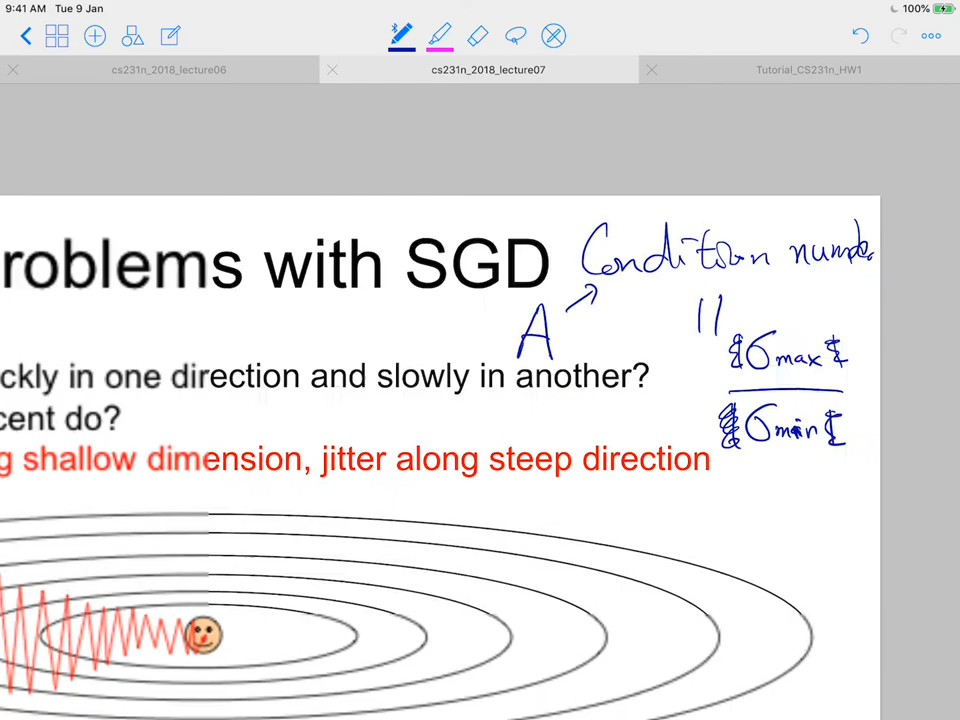 9:41 AM Tue 9 Jan
100%
cs231n_2018_lecture06
cs231n_2018_lecture07
Tutorial_CS231n_HW1
roblems with SGD
Condition numbe
A
ckly in one direction and slowly in another?
cent do?
g shallow dimension, jitter along steep direction
||
σmax
σmin